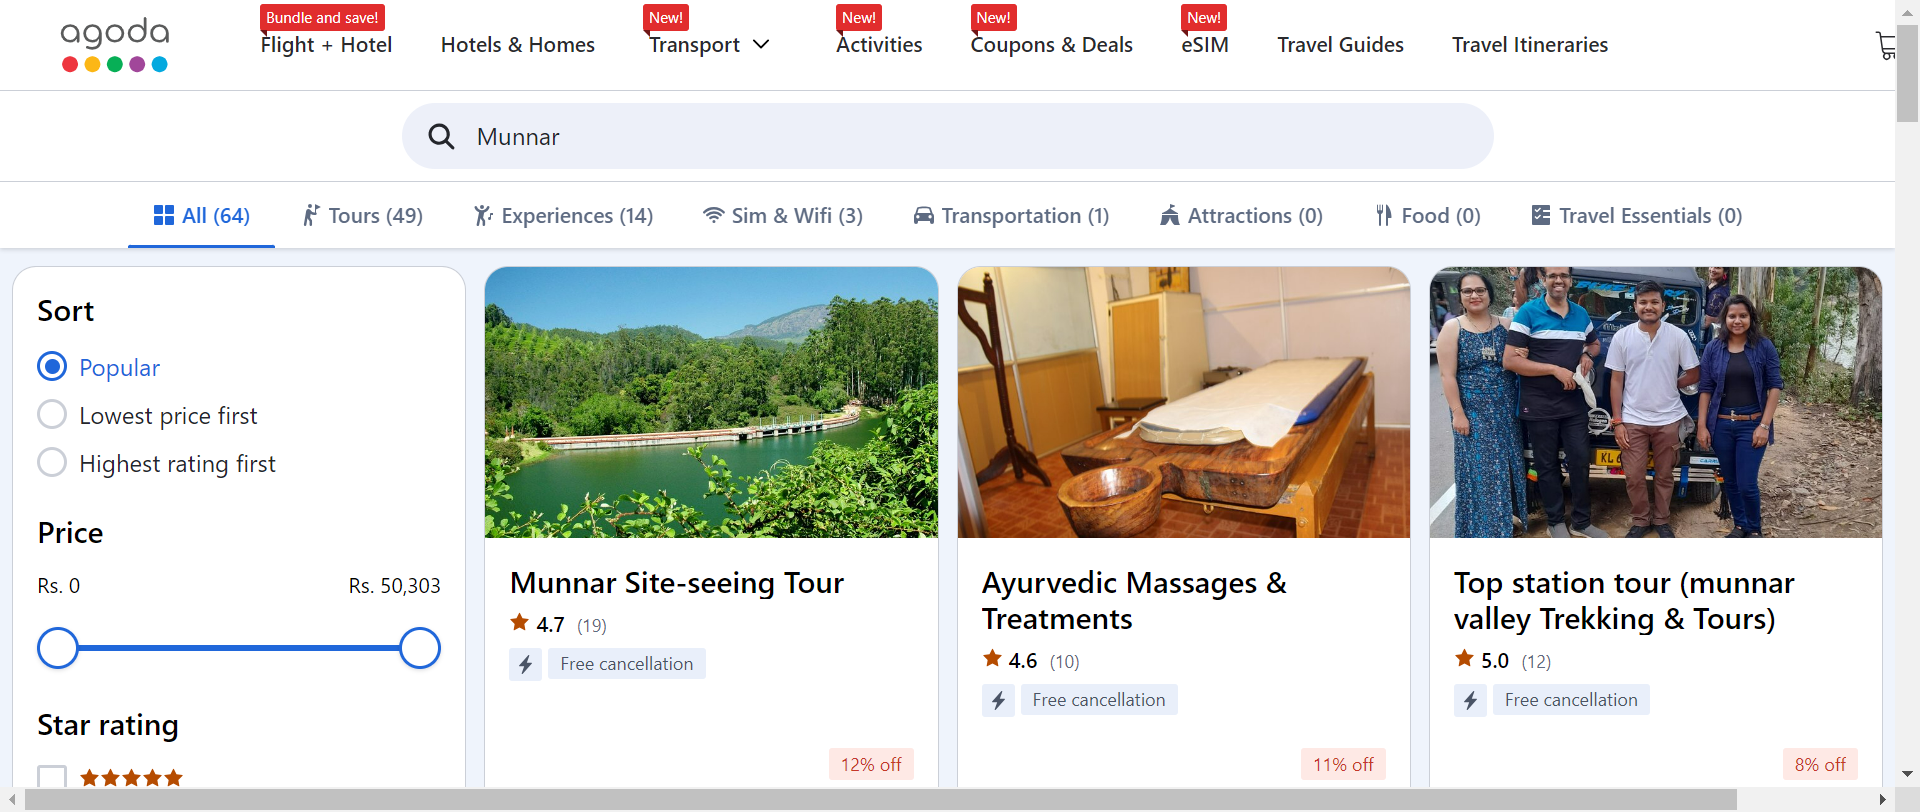 agoda
Bundle and save!
Flight + Hotel
Hotels & Homes
New!
Transport
New!
Activities
New!
Coupons & Deals
New!
eSIM
Travel Guides
Travel Itineraries
Munnar
All (64)
Tours (49)
Experiences (14)
Sim & Wifi (3)
Transportation (1)
Attractions (0)
Food (0)
Travel Essentials (0)
Sort
Popular
Lowest price first
Highest rating first
Price
Rs. 0
Rs. 50,303
Star rating
Munnar Site-seeing Tour
4.7 (19)
Free cancellation
12% off
Ayurvedic Massages &
Treatments
4.6 (10)
Free cancellation
11% off
Top station tour (munnar
valley Trekking & Tours)
5.0 (12)
Free cancellation
8% off